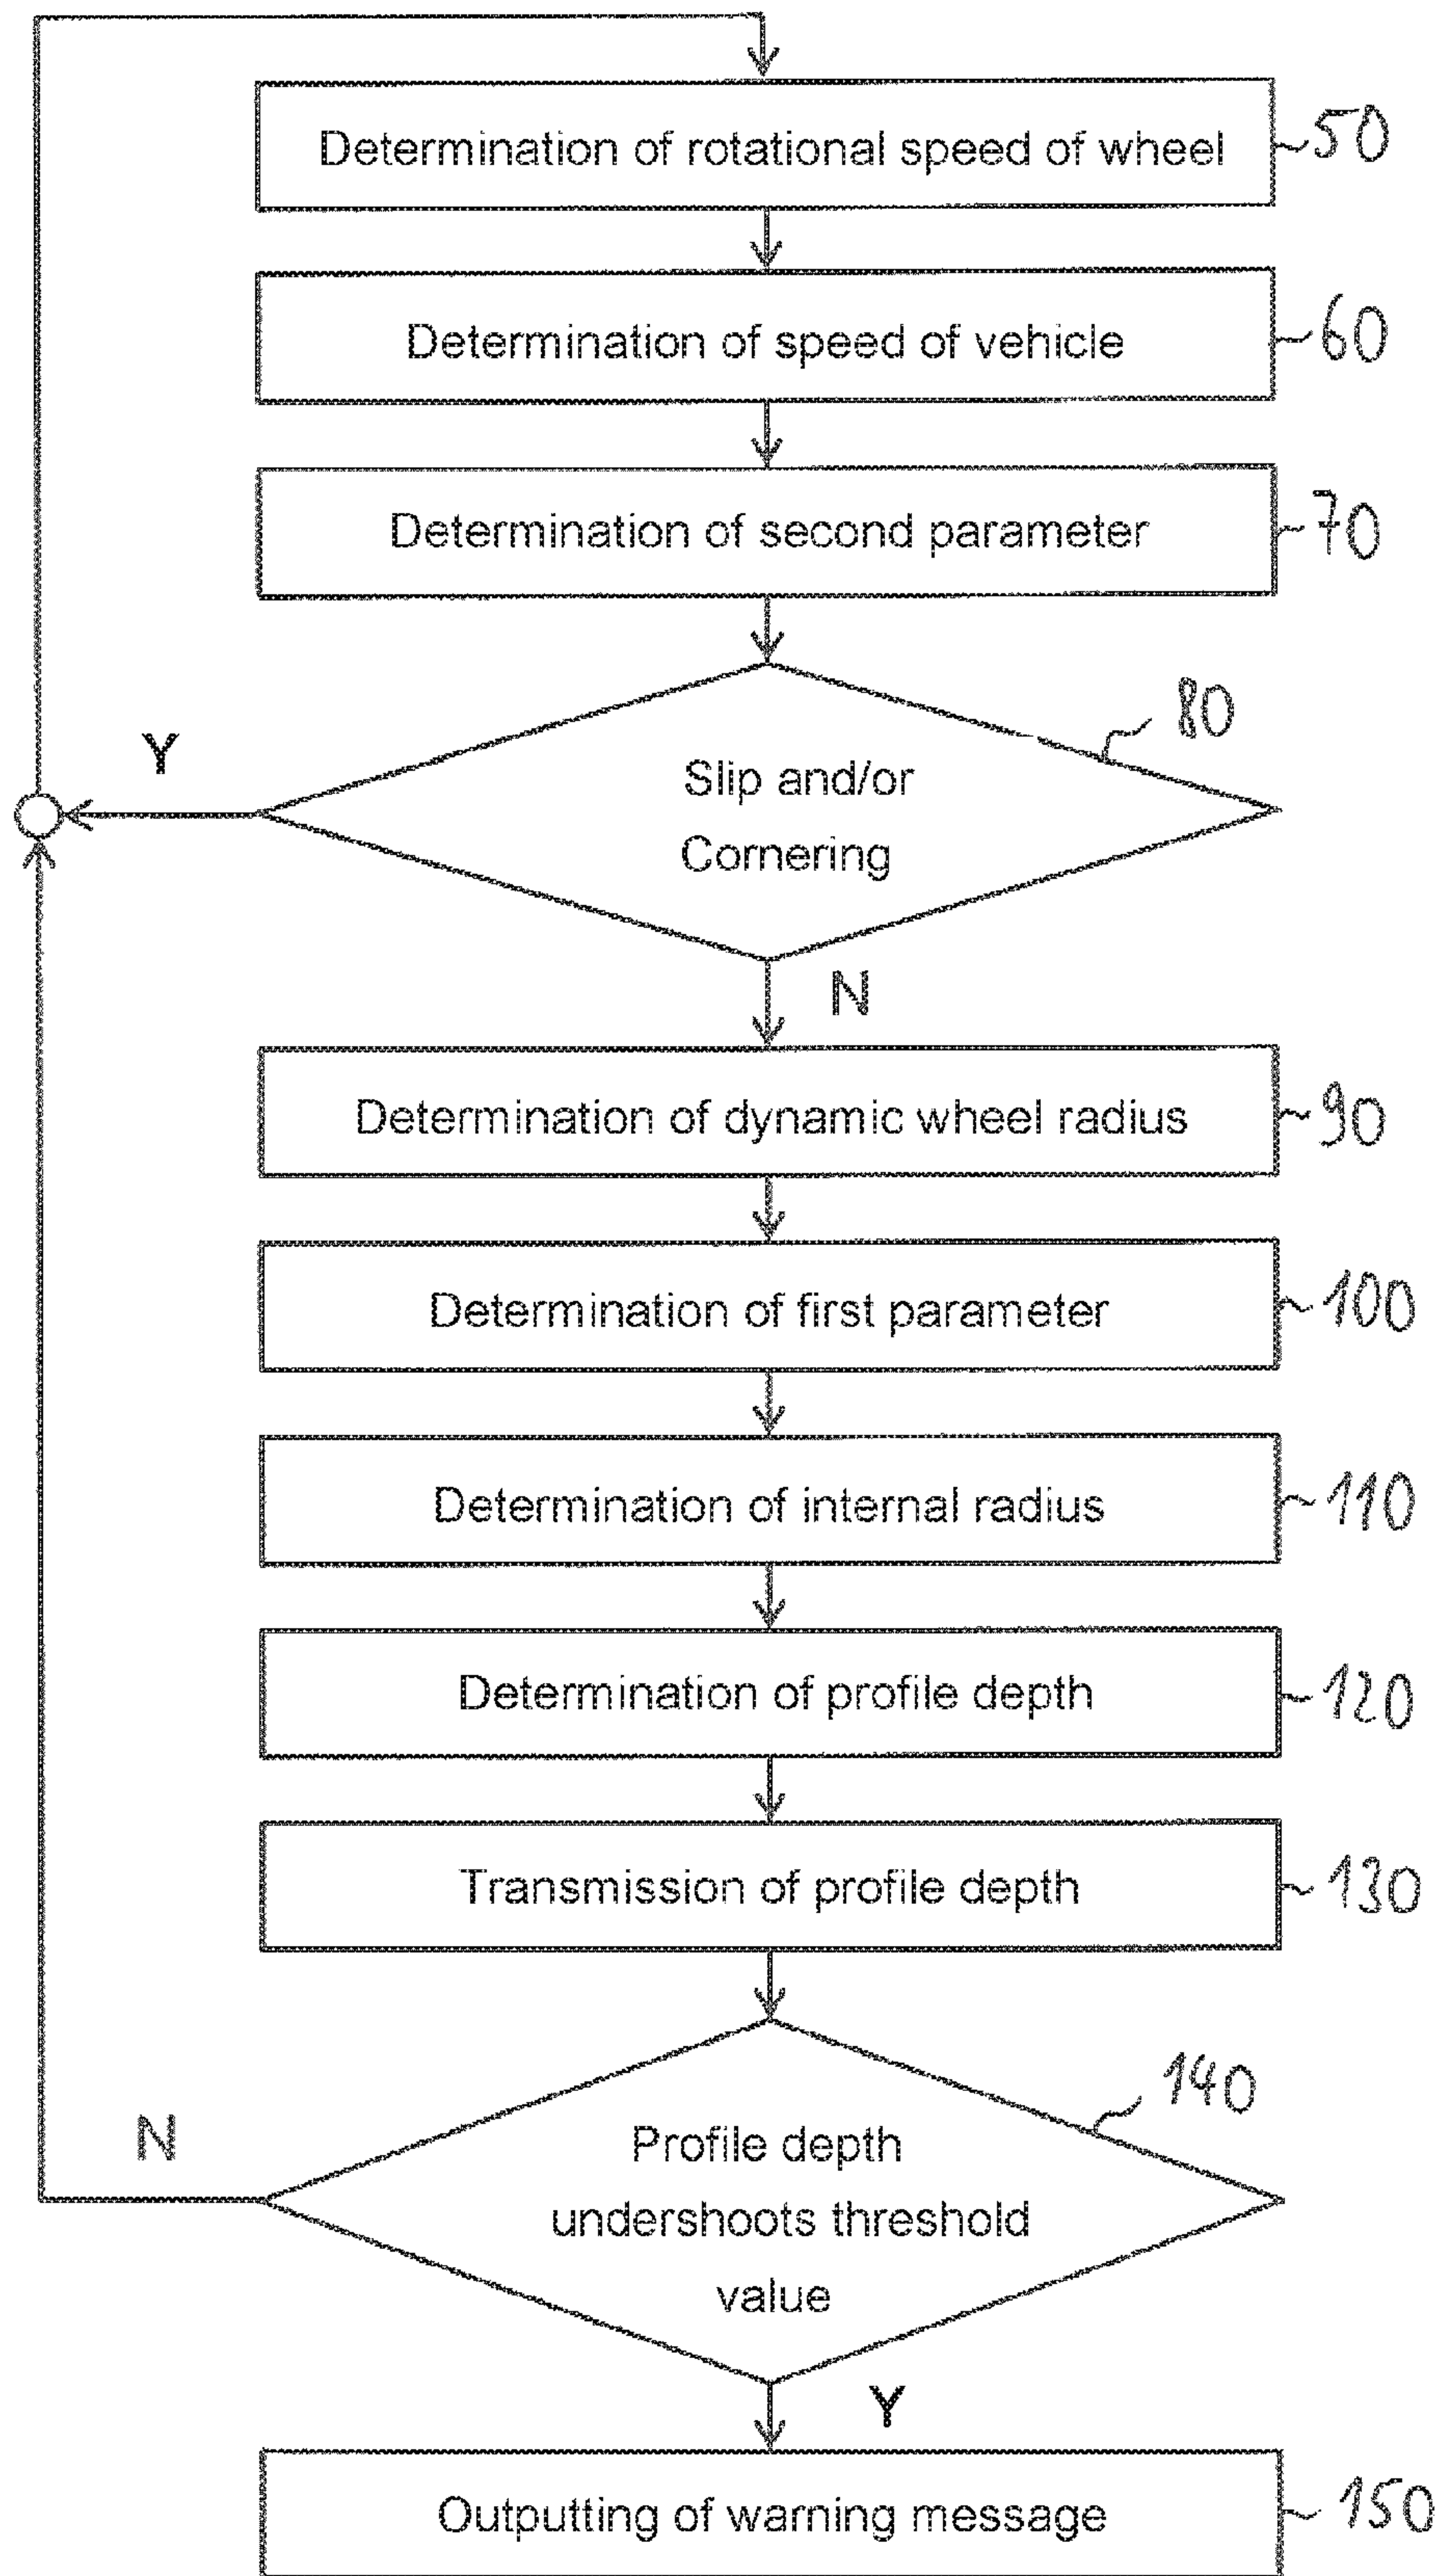 Determination of rotational speed of wheel
50
Determination of speed of vehicle
60
Determination of second parameter
70
80
Y
Slip and/or
Cornering
N
Determination of dynamic wheel radius
90
Determination of first parameter
100
Determination of internal radius
110
Determination of profile depth
120
Transmission of profile depth
130
140
N
Profile depth
undershoots threshold
value
Y
Outputting of warning message
150